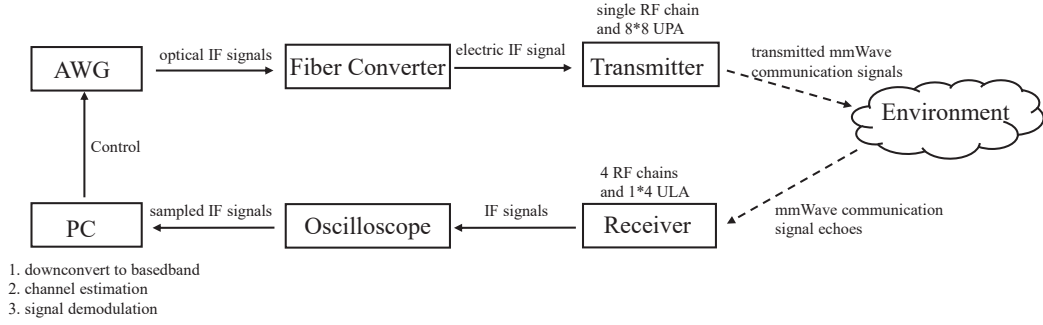 single RF chain
and 8*8 UPA
optical IF signals
electric IF signal
AWG
Fiber Converter
Transmitter
transmitted mmWave
communication signals
Environment
Control
4 RF chains
and 1*4 ULA
sampled IF signals
IF signals
PC
Oscilloscope
Receiver
mmWave communication
signal echoes
1. downconvert to basedband
2. channel estimation
3. signal demodulation